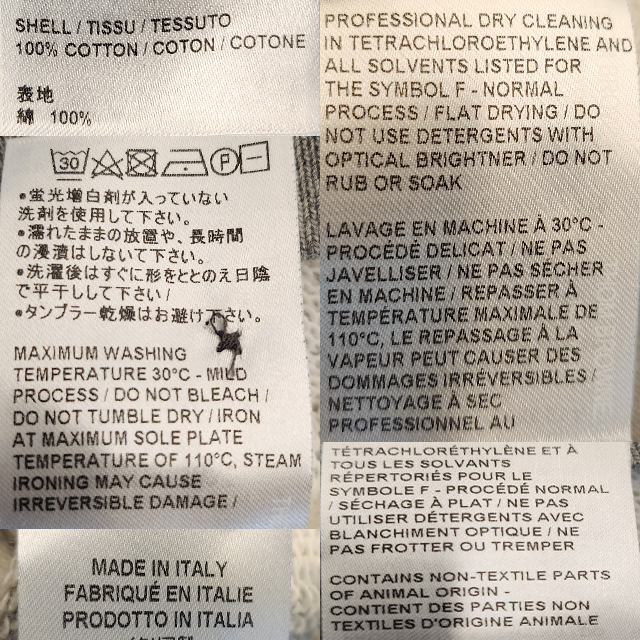 SHELL / TISSU / TESSUTO
100% COTTON / COTON / COTONE
表地
綿 100%
30
P
•蛍光増白剤が入っていない
洗剤を使用して下さい。
•濡れたままの放置や、長時間
の浸漬はしないで下さい。
•洗濯後はすぐに形をととのえ日陰
で平干しして下さい/
•タンブラー乾燥はお避け下さい。
MAXIMUM WASHING
TEMPERATURE 30°C - MILD
PROCESS / DO NOT BLEACH /
DO NOT TUMBLE DRY / IRON
AT MAXIMUM SOLE PLATE
TEMPERATURE OF 110°C, STEAM
IRONING MAY CAUSE
IRREVERSIBLE DAMAGE /
MADE IN ITALY
FABRIQUÉ EN ITALIE
PRODOTTO IN ITALIA
PROFESSIONAL DRY CLEANING
IN TETRACHLOROETHYLENE AND
ALL SOLVENTS LISTED FOR
THE SYMBOL F - NORMAL
PROCESS / FLAT DRYING / DO
NOT USE DETERGENTS WITH
OPTICAL BRIGHTNER / DO NOT
RUB OR SOAK
LAVAGE EN MACHINE À 30°C -
PROCÉDÉ DELICAT / NE PAS
JAVELLISER / NE PAS SÉCHER
EN MACHINE / REPASSER À
TEMPÉRATURE MAXIMALE DE
110°C, LE REPASSAGE À LA
VAPEUR PEUT CAUSER DES
DOMMAGES IRRÉVERSIBLES /
NETTOYAGE À SEC
PROFESSIONNEL AU
TÉTRACHLORÉTHYLÈNE ET À
TOUS LES SOLVANTS
RÉPERTORIÉS POUR LE
SYMBOLE F - PROCÉDÉ NORMAL
/ SÉCHAGE À PLAT / NE PAS
UTILISER DÉTERGENTS AVEC
BLANCHIMENT OPTIQUE / NE
PAS FROTTER OU TREMPER
CONTAINS NON-TEXTILE PARTS
OF ANIMAL ORIGIN -
CONTIENT DES PARTIES NON
TEXTILES D'ORIGINE ANIMALE